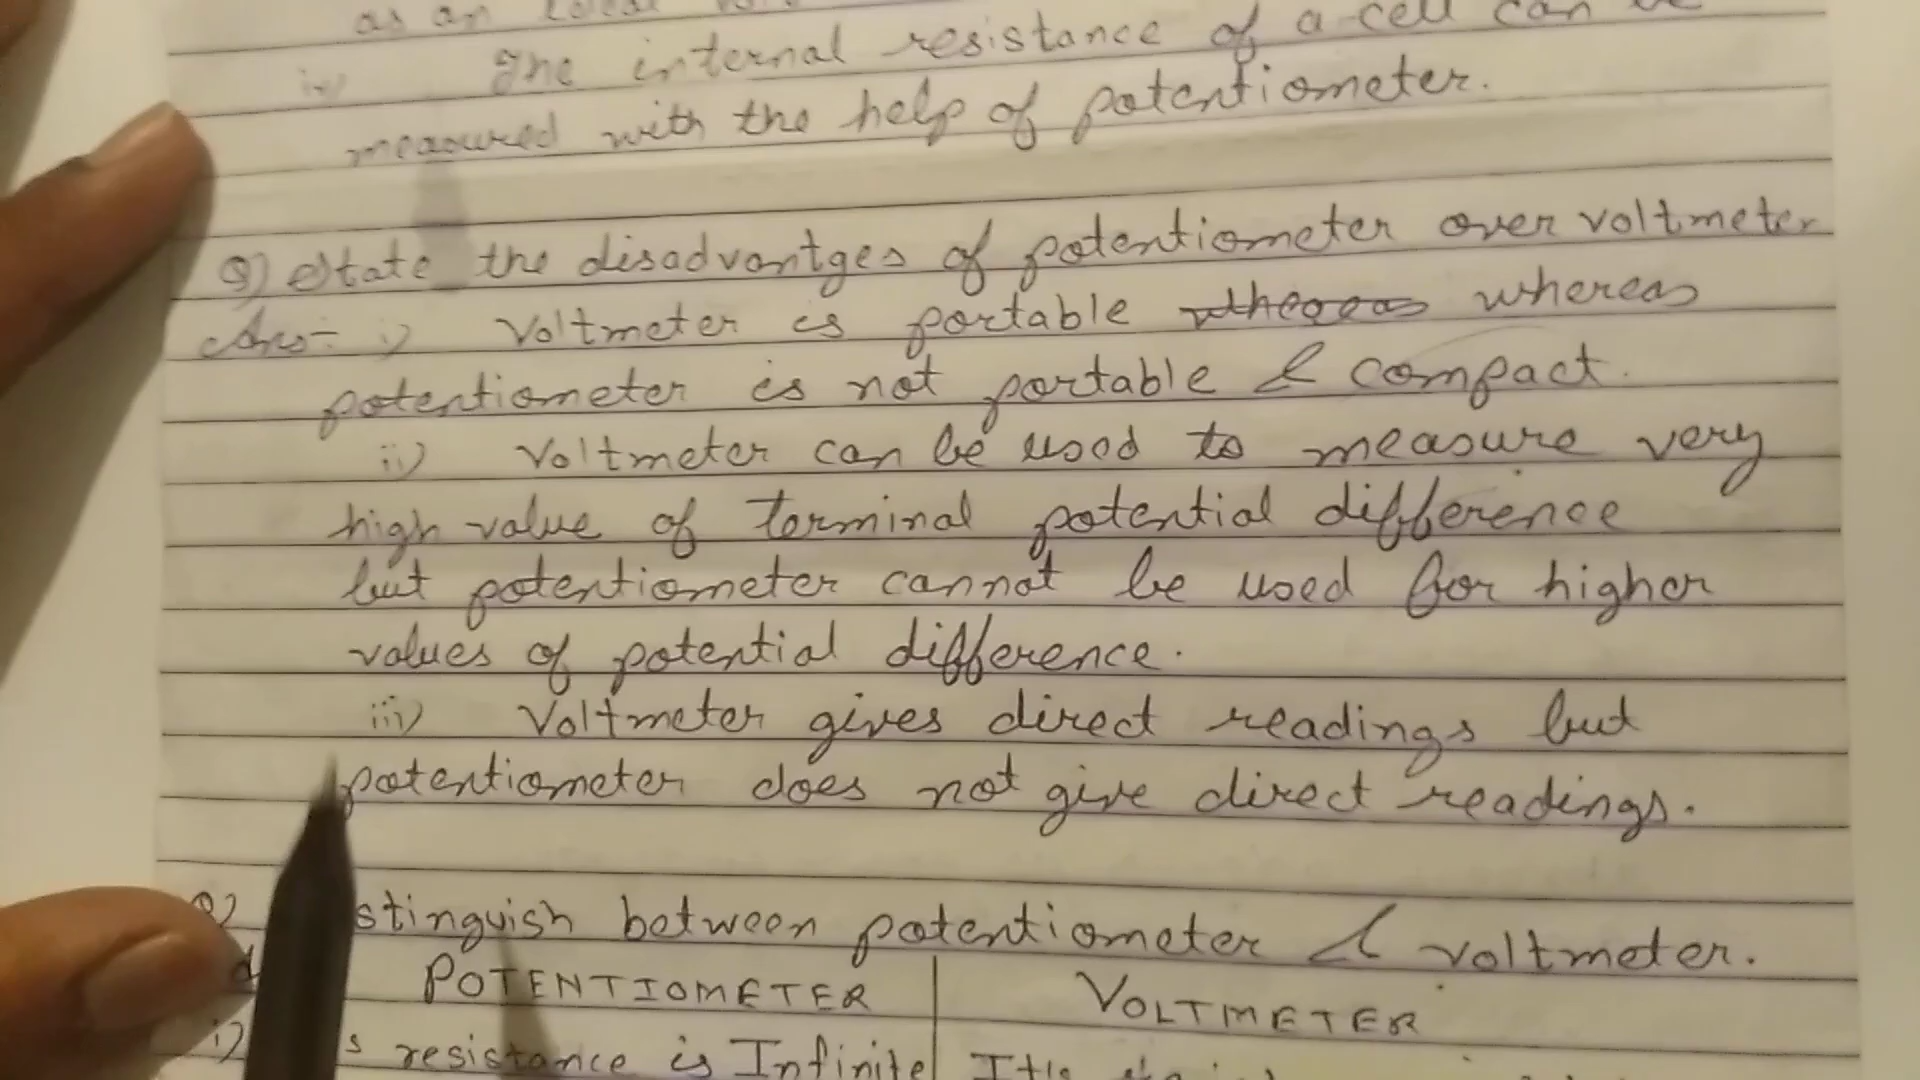 as an
iv) The internal resistance of a cell can be
measured with the help of potentiometer.
Q) State the disadvantges of potentiometer over voltmeter
Ans- i) Voltmeter is portable whereas whereas
potentiometer is not portable & compact.
ii) Voltmeter can be used to measure very
high value of terminal potential difference
but potentiometer cannot be used for higher
values of potential difference.
iii) Voltmeter gives direct readings but
potentiometer does not give direct readings.
Q) stinguish between potentiometer & voltmeter.
POTENTIOMETER VOLTMETER
i) s resistance is Infinite